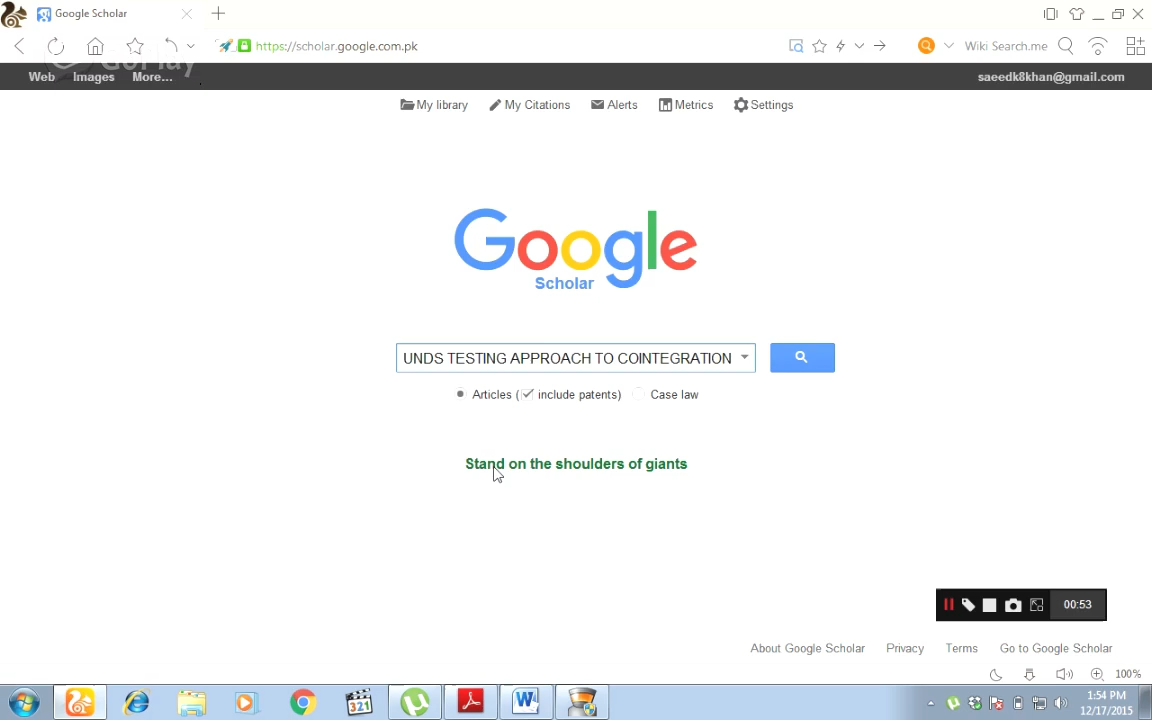 Google Scholar
https://scholar.google.com.pk
Wiki Search.me
GoPlay
Web Images More...
saeedk8khan@gmail.com
My library My Citations Alerts Metrics Settings
Google
Scholar
UNDS TESTING APPROACH TO COINTEGRATION
Articles ( include patents) Case law
Stand on the shoulders of giants
00:53
About Google Scholar Privacy Terms Go to Google Scholar
100%
321
W
1:54 PM
12/17/2015